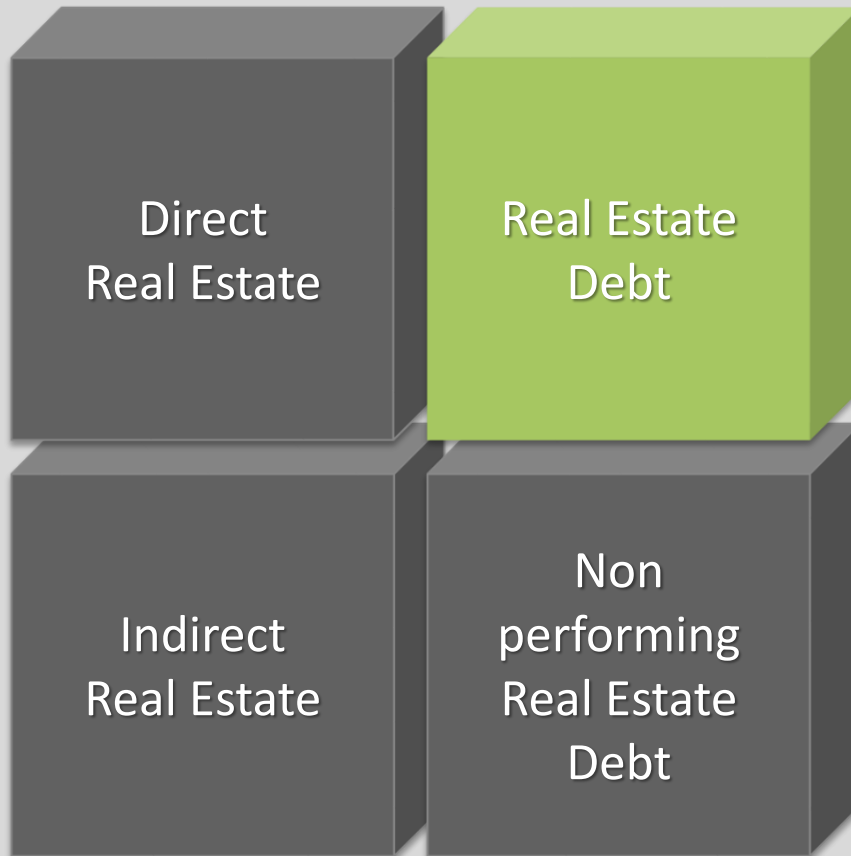 Direct
Real Estate
Real Estate
Debt
Indirect
Real Estate
Non
performing
Real Estate
Debt